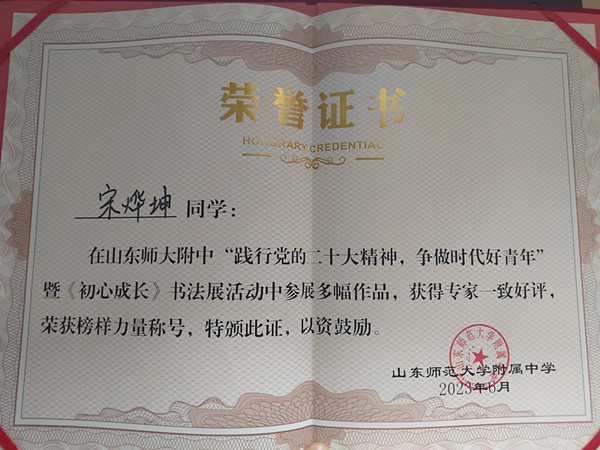 荣誉证书
HONORARY CREDENTIAL
宋烨坤 同学：
在山东师大附中“践行党的二十大精神，争做时代好青年”
暨《初心成长》书法展活动中参展多幅作品，获得专家一致好评，
荣获榜样力量称号，特颁此证，以资鼓励。
山东师范大学附属中学
2023年6月